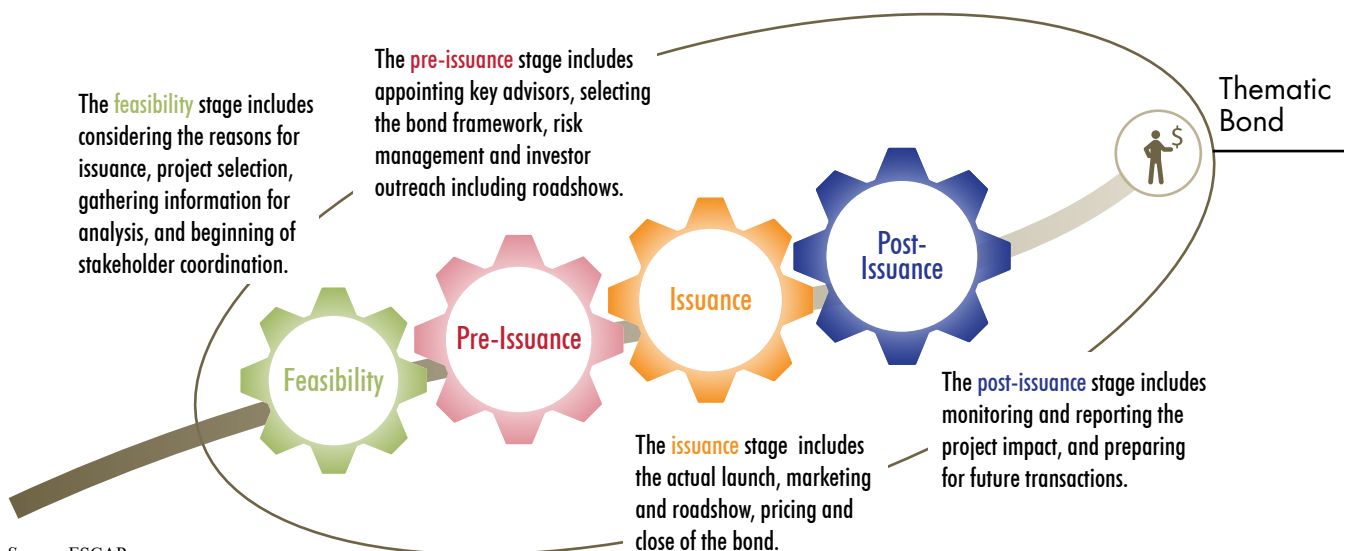 The feasibility stage includes
considering the reasons for
issuance, project selection,
gathering information for
analysis, and beginning of
stakeholder coordination.
The pre-issuance stage includes
appointing key advisors, selecting
the bond framework, risk
management and investor
outreach including roadshows.
Thematic
Bond
$
Feasibility
Pre-Issuance
Issuance
Post-
Issuance
The issuance stage includes
the actual launch, marketing
and roadshow, pricing and
close of the bond.
The post-issuance stage includes
monitoring and reporting the
project impact, and preparing
for future transactions.